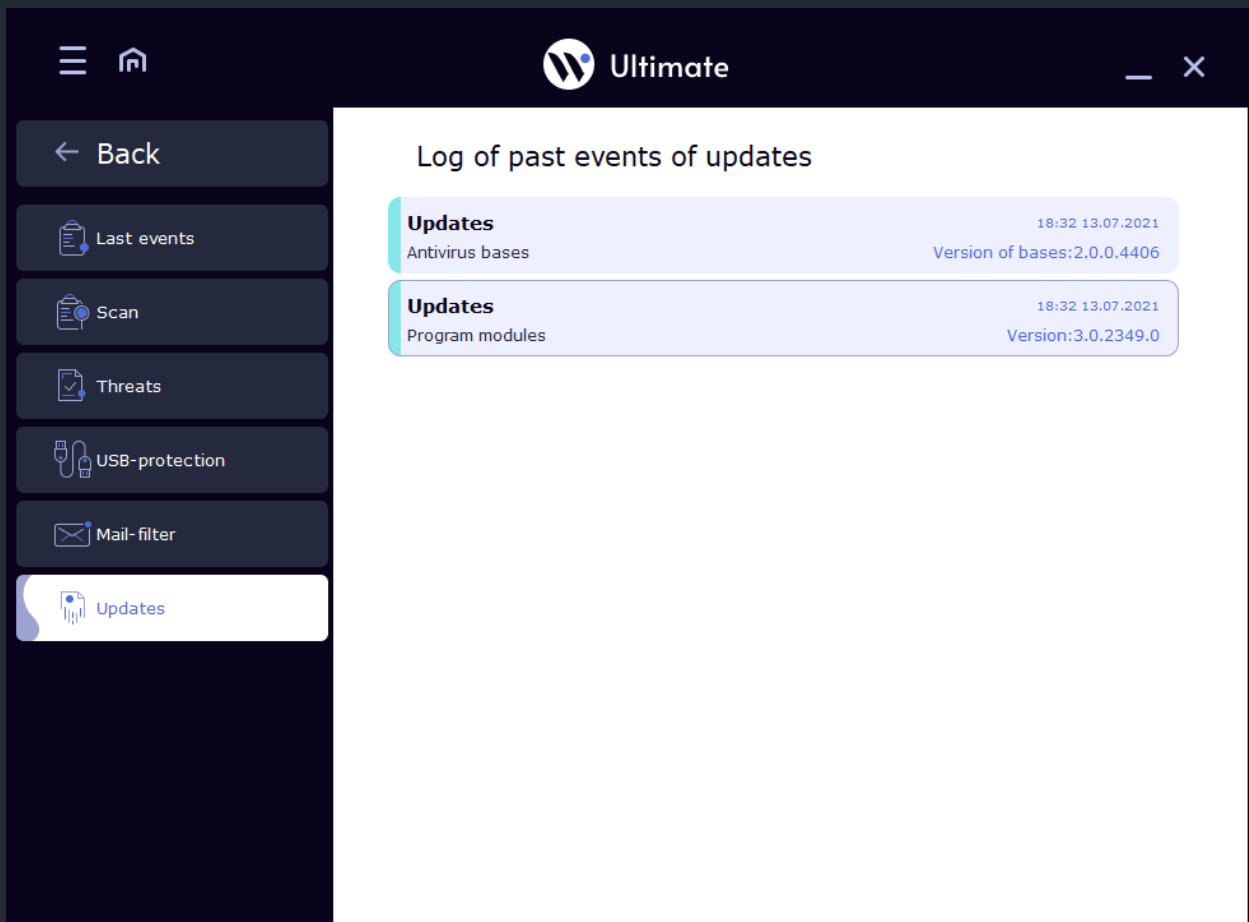 Ultimate
Back
Last events
Scan
Threats
USB-protection
Mail-filter
Updates
Log of past events of updates
Updates
18:32 13.07.2021
Antivirus bases
Version of bases:2.0.0.4406
Updates
18:32 13.07.2021
Program modules
Version:3.0.2349.0